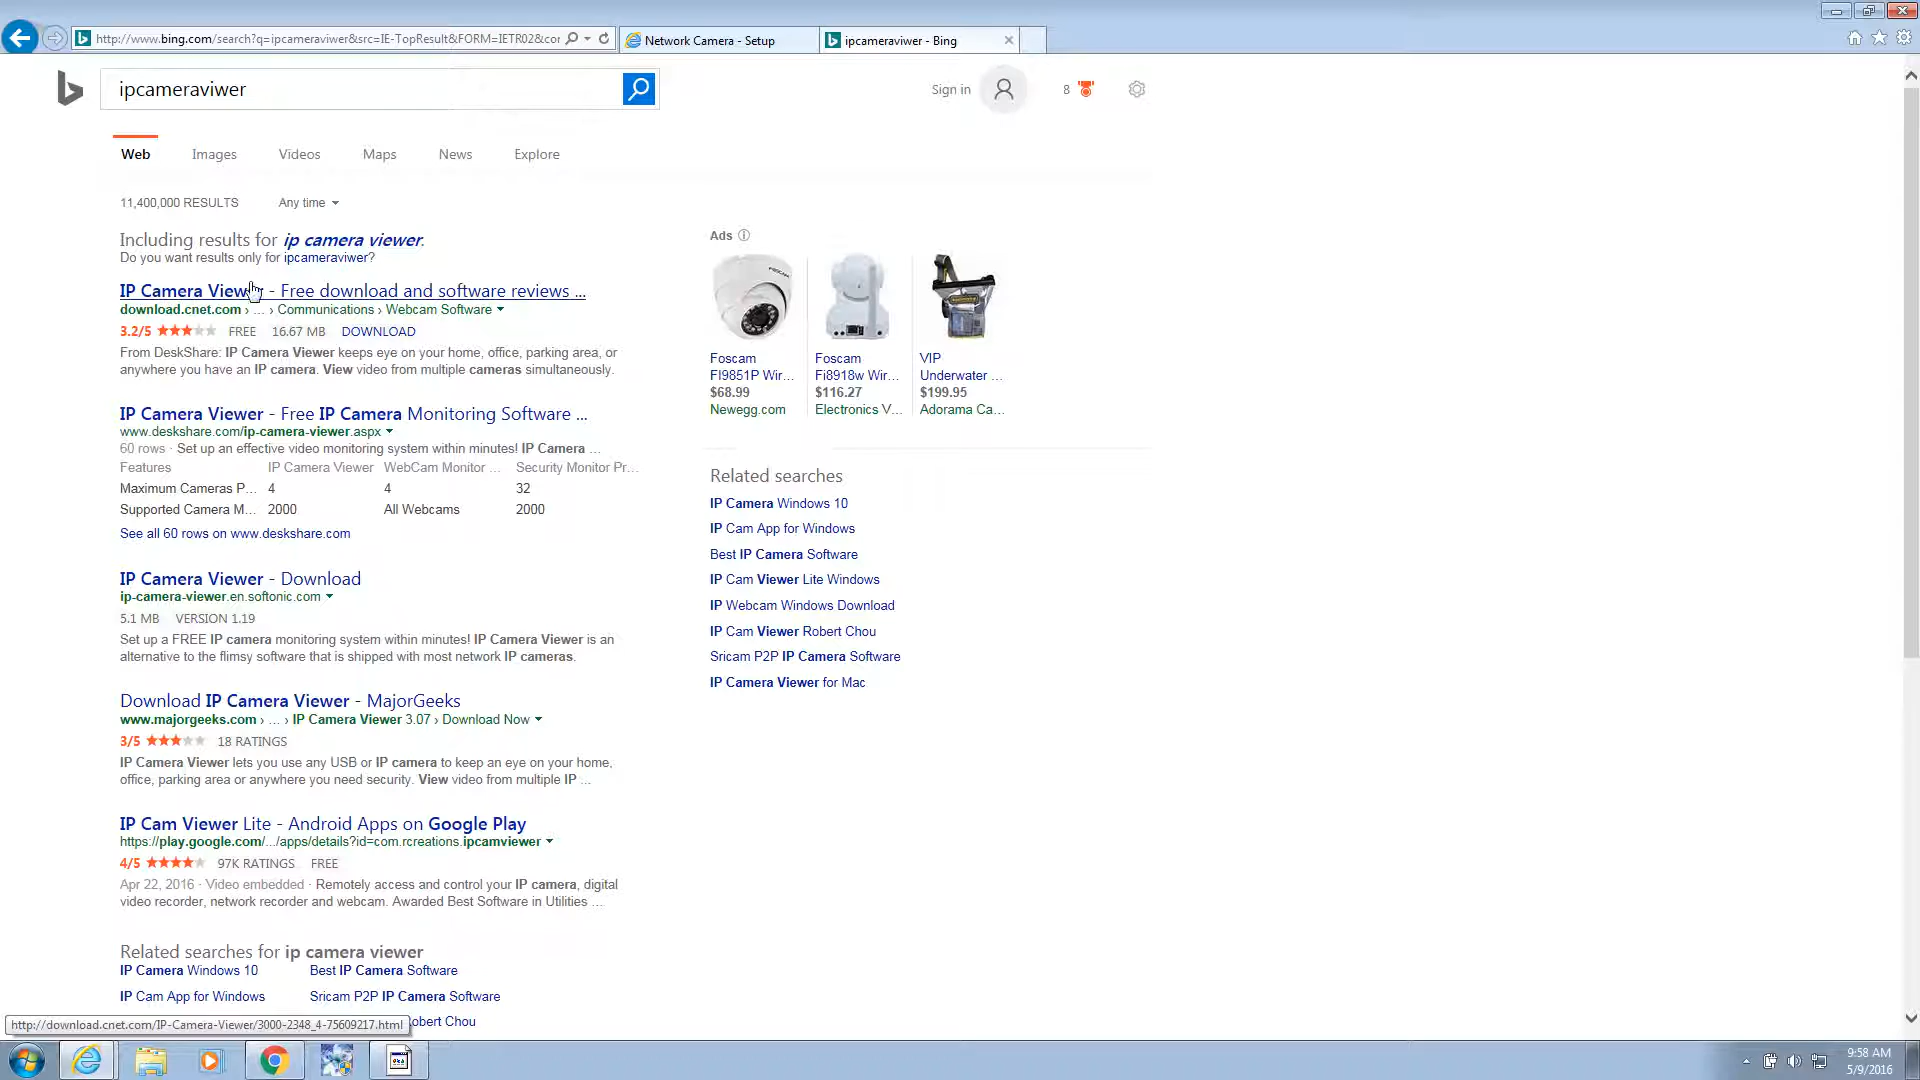 http://www.bing.com/search?q=ipcameraviwer&src=IE-TopResult&FORM=IETR02&cor
Network Camera - Setup
ipcameraviwer - Bing
ipcameraviwer
Sign in
8
Web
Images
Videos
Maps
News
Explore
11,400,000 RESULTS
Any time
Including results for ip camera viewer.
Do you want results only for ipcameraviwer?
IP Camera Viewer - Free download and software reviews ...
download.cnet.com › ... › Communications › Webcam Software
3.2/5
FREE
16.67 MB
DOWNLOAD
From DeskShare: IP Camera Viewer keeps eye on your home, office, parking area, or
anywhere you have an IP camera. View video from multiple cameras simultaneously.
IP Camera Viewer - Free IP Camera Monitoring Software ...
www.deskshare.com/ip-camera-viewer.aspx
60 rows · Set up an effective video monitoring system within minutes! IP Camera ...
Features IP Camera Viewer WebCam Monitor ... Security Monitor Pr...
Maximum Cameras P... 4 4 32
Supported Camera M... 2000 All Webcams 2000
See all 60 rows on www.deskshare.com
IP Camera Viewer - Download
ip-camera-viewer.en.softonic.com
5.1 MB VERSION 1.19
Set up a FREE IP camera monitoring system within minutes! IP Camera Viewer is an
alternative to the flimsy software that is shipped with most network IP cameras.
Download IP Camera Viewer - MajorGeeks
www.majorgeeks.com › ... › IP Camera Viewer 3.07 › Download Now
3/5 18 RATINGS
IP Camera Viewer lets you use any USB or IP camera to keep an eye on your home,
office, parking area or anywhere you need security. View video from multiple IP ...
IP Cam Viewer Lite - Android Apps on Google Play
https://play.google.com/.../apps/details?id=com.rcreations.ipcamviewer
4/5 97K RATINGS FREE
Apr 22, 2016 · Video embedded · Remotely access and control your IP camera, digital
video recorder, network recorder and webcam. Awarded Best Software in Utilities ...
Related searches for ip camera viewer
IP Camera Windows 10
Best IP Camera Software
IP Cam App for Windows
Sricam P2P IP Camera Software
obert Chou
Ads
FOSCAM
Foscam
FI9851P Wir...
$68.99
Newegg.com
Foscam
Fi8918w Wir...
$116.27
Electronics V...
VIP
Underwater ...
$199.95
Adorama Ca...
Related searches
IP Camera Windows 10
IP Cam App for Windows
Best IP Camera Software
IP Cam Viewer Lite Windows
IP Webcam Windows Download
IP Cam Viewer Robert Chou
Sricam P2P IP Camera Software
IP Camera Viewer for Mac
http://download.cnet.com/IP-Camera-Viewer/3000-2348_4-75609217.html
9:58 AM
5/9/2016